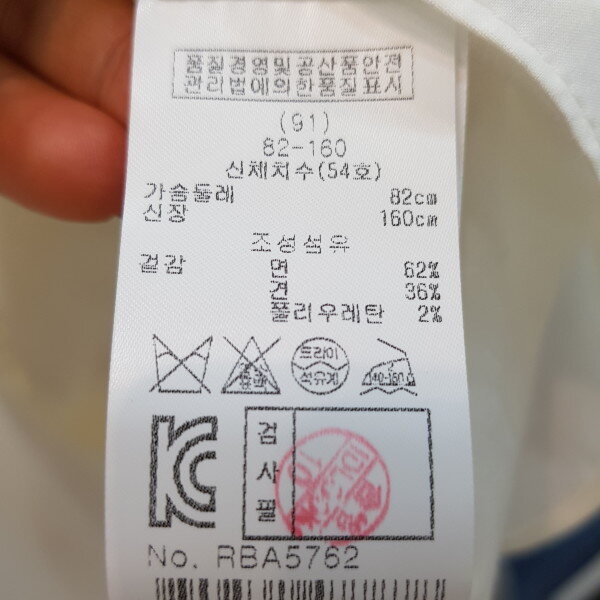 품질경영및공산품안전
관리법에의한품질표시
(91)
82-160
신체치수(54호)
가슴둘레 82cm
신장 160cm
조성섬유
겉감 면 62%
견 36%
폴리우레탄 2%
드라이
석유계
140-160
검사필
No. RBA5762